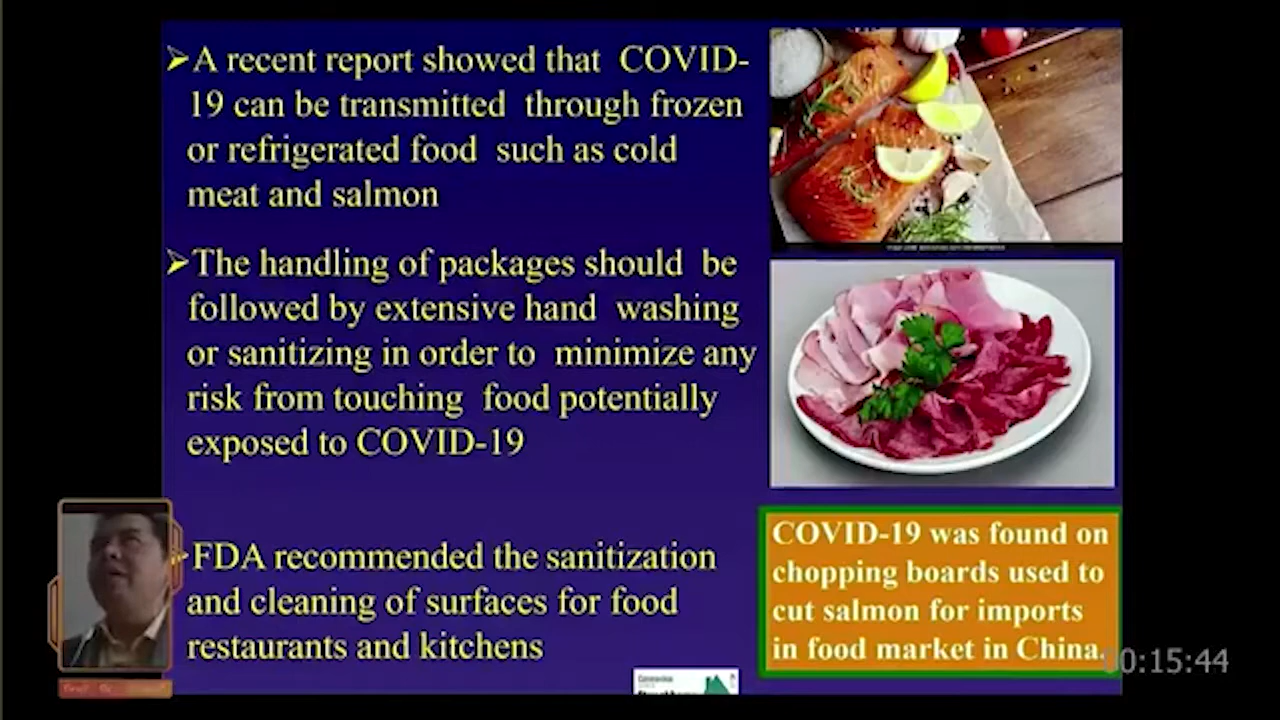 ➢A recent report showed that COVID-
19 can be transmitted through frozen
or refrigerated food such as cold
meat and salmon
➢The handling of packages should be
followed by extensive hand washing
or sanitizing in order to minimize any
risk from touching food potentially
exposed to COVID-19
➢FDA recommended the sanitization
and cleaning of surfaces for food
restaurants and kitchens
COVID-19 was found on
chopping boards used to
cut salmon for imports
in food market in China.
00:15:44
Coronavirus